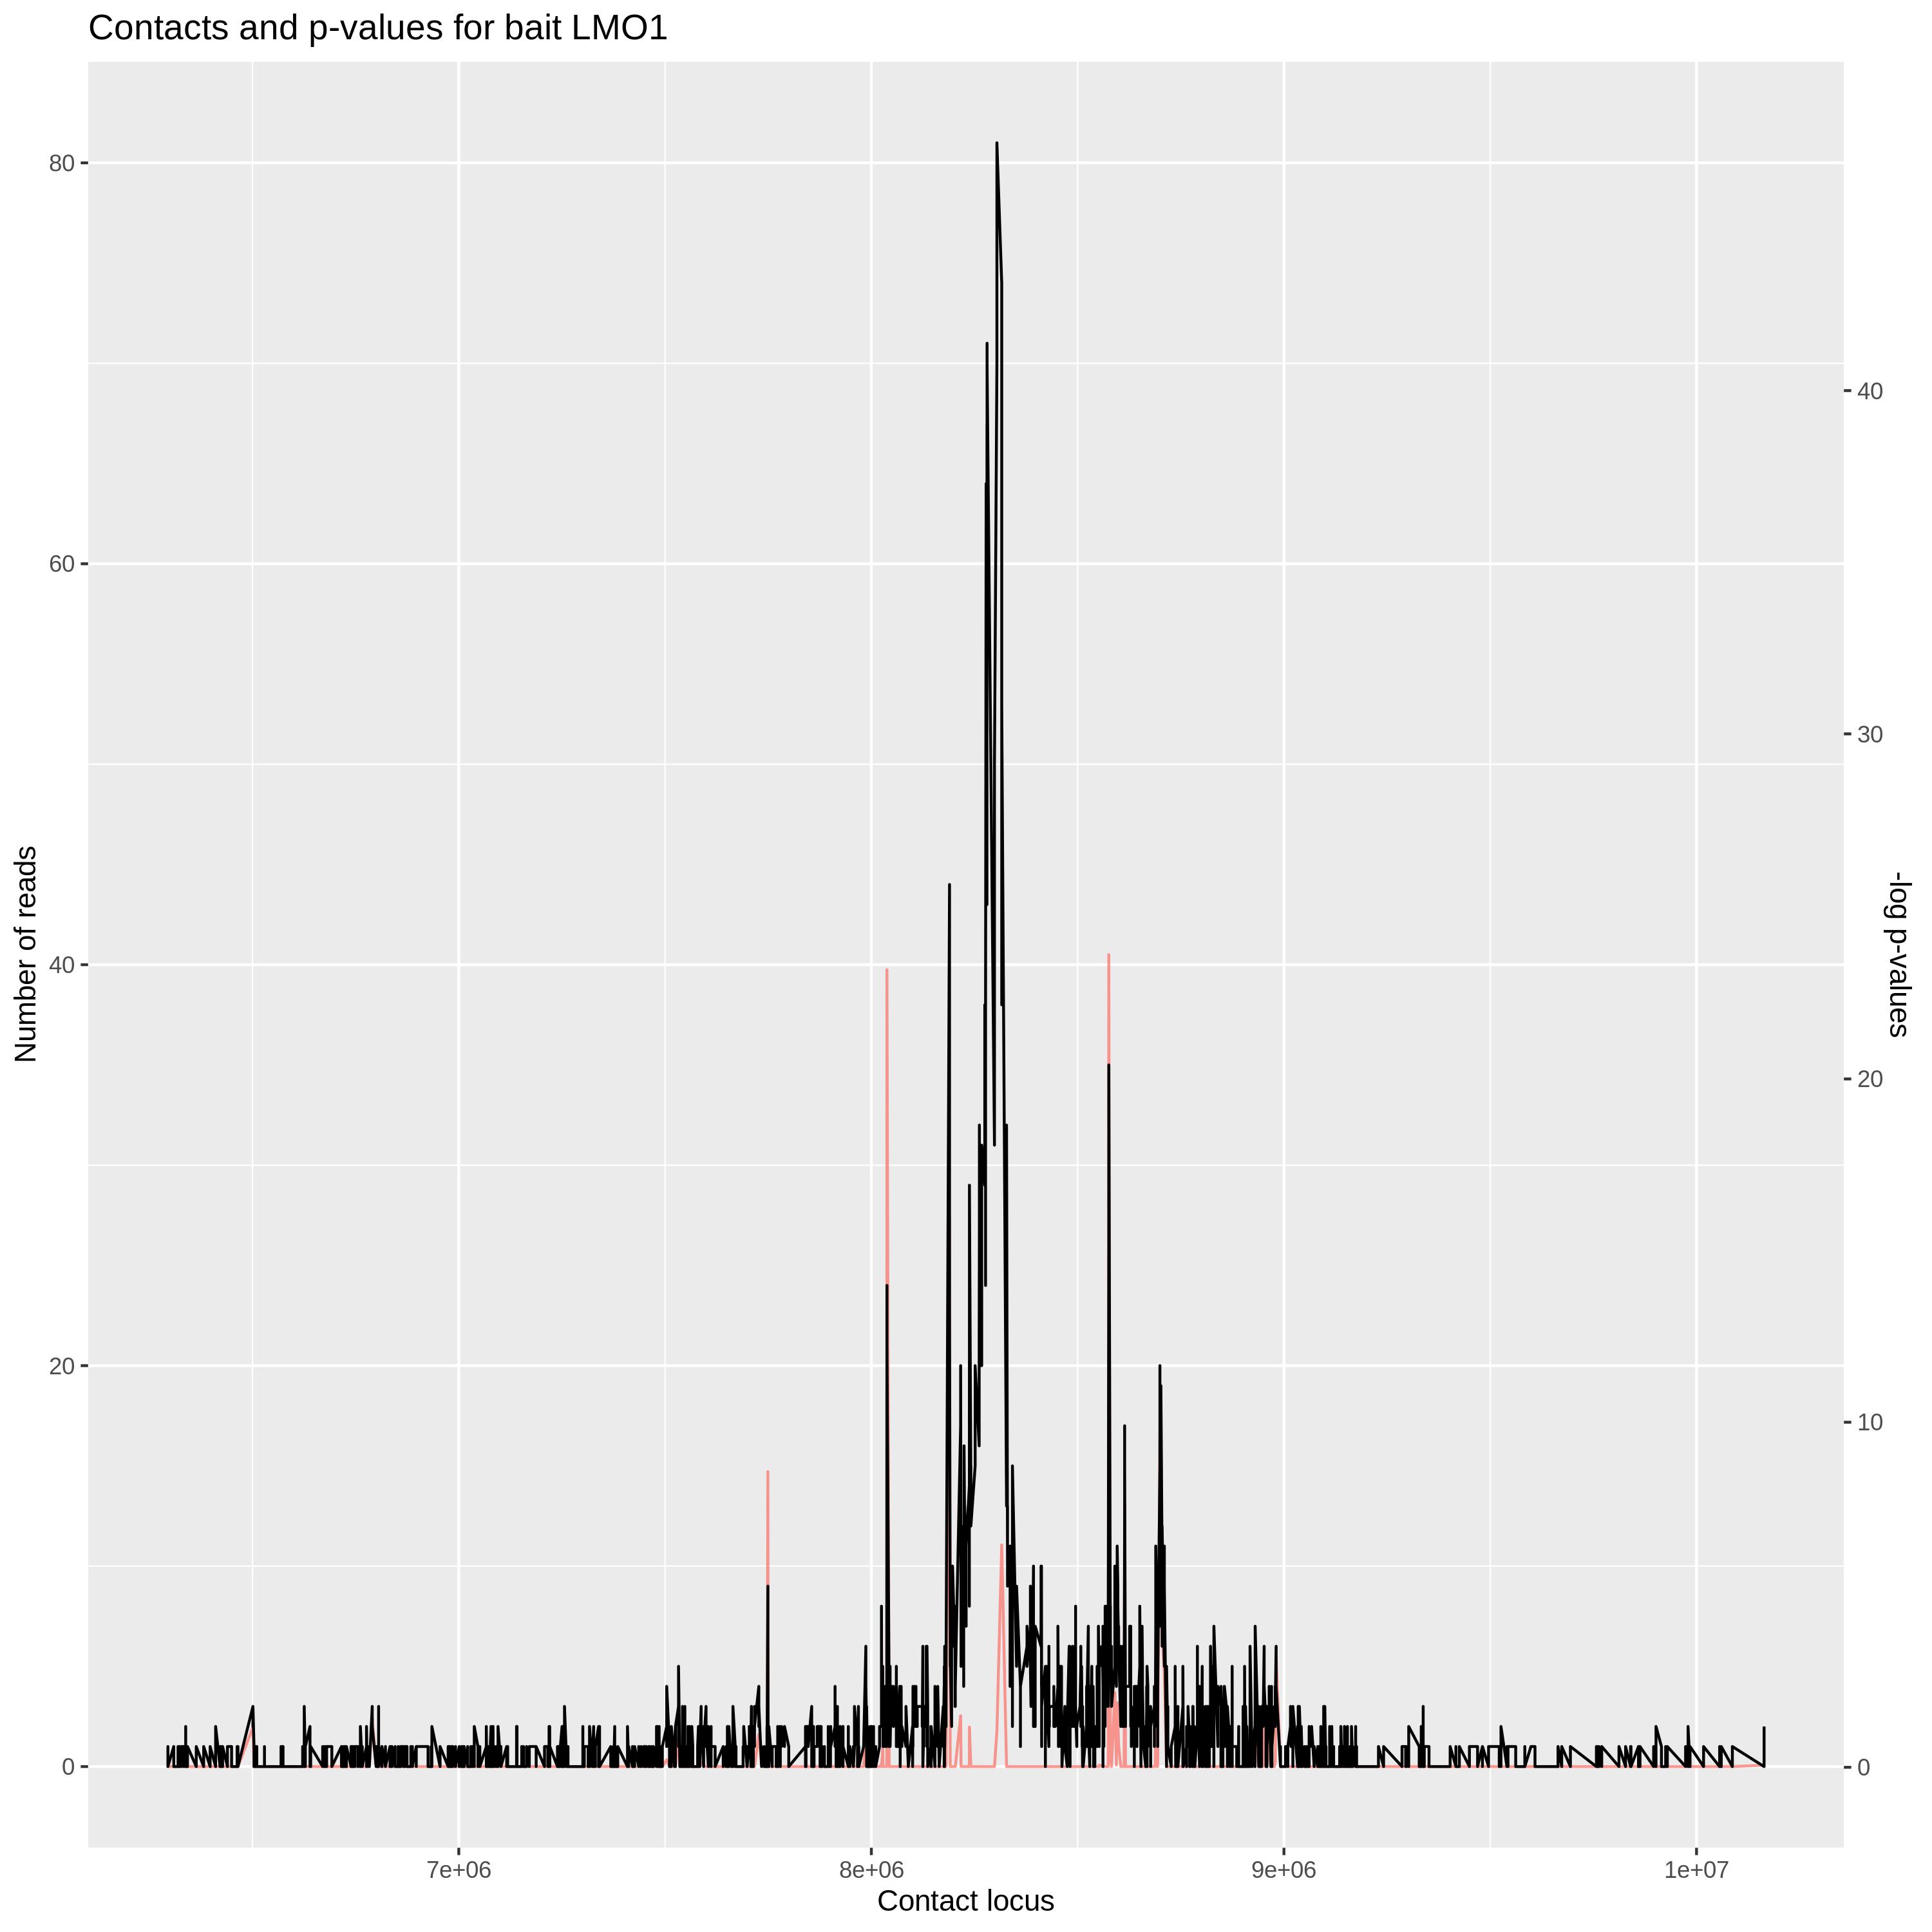 Contacts and p-values for bait LMO1
80
60
40
20
0
40
30
20
10
0
Number of reads
-log p-values
7e+06 8e+06 9e+06 1e+07
Contact locus